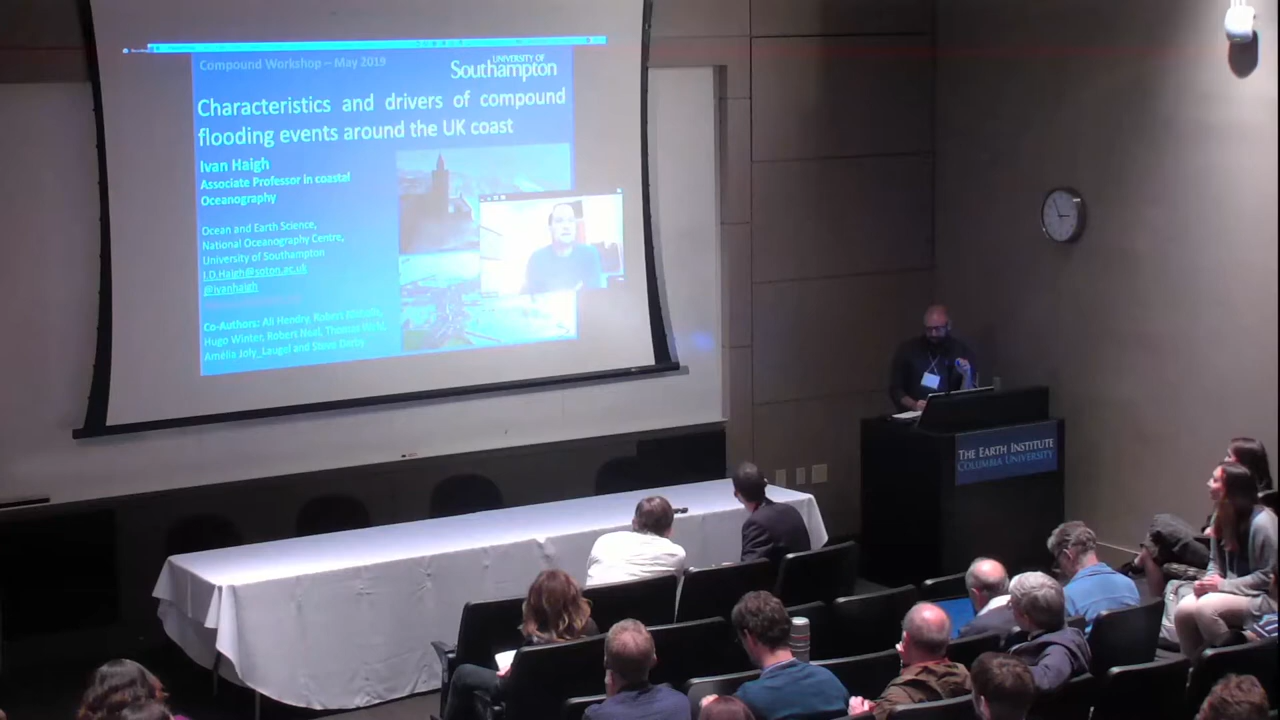 Compound Workshop – May 2019
UNIVERSITY OF
Southampton
Characteristics and drivers of compound
flooding events around the UK coast
Ivan Haigh
Associate Professor in coastal
Oceanography
Ocean and Earth Science,
National Oceanography Centre,
University of Southampton
I.D.Haigh@soton.ac.uk
@ivanhaigh
Co-Authors: Ali Hendry, Robert
Hugo Winter, Robert Neal, Thomas
Amélia Joly_Laugel and Steve Darby
THE EARTH INSTITUTE
COLUMBIA UNIVERSITY